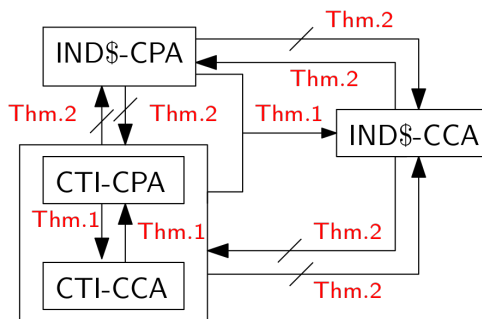 Thm.2
IND$-CPA
Thm.2
Thm.2
Thm.2
Thm.1
IND$-CCA
CTI-CPA
Thm.1
Thm.1
Thm.2
CTI-CCA
Thm.2